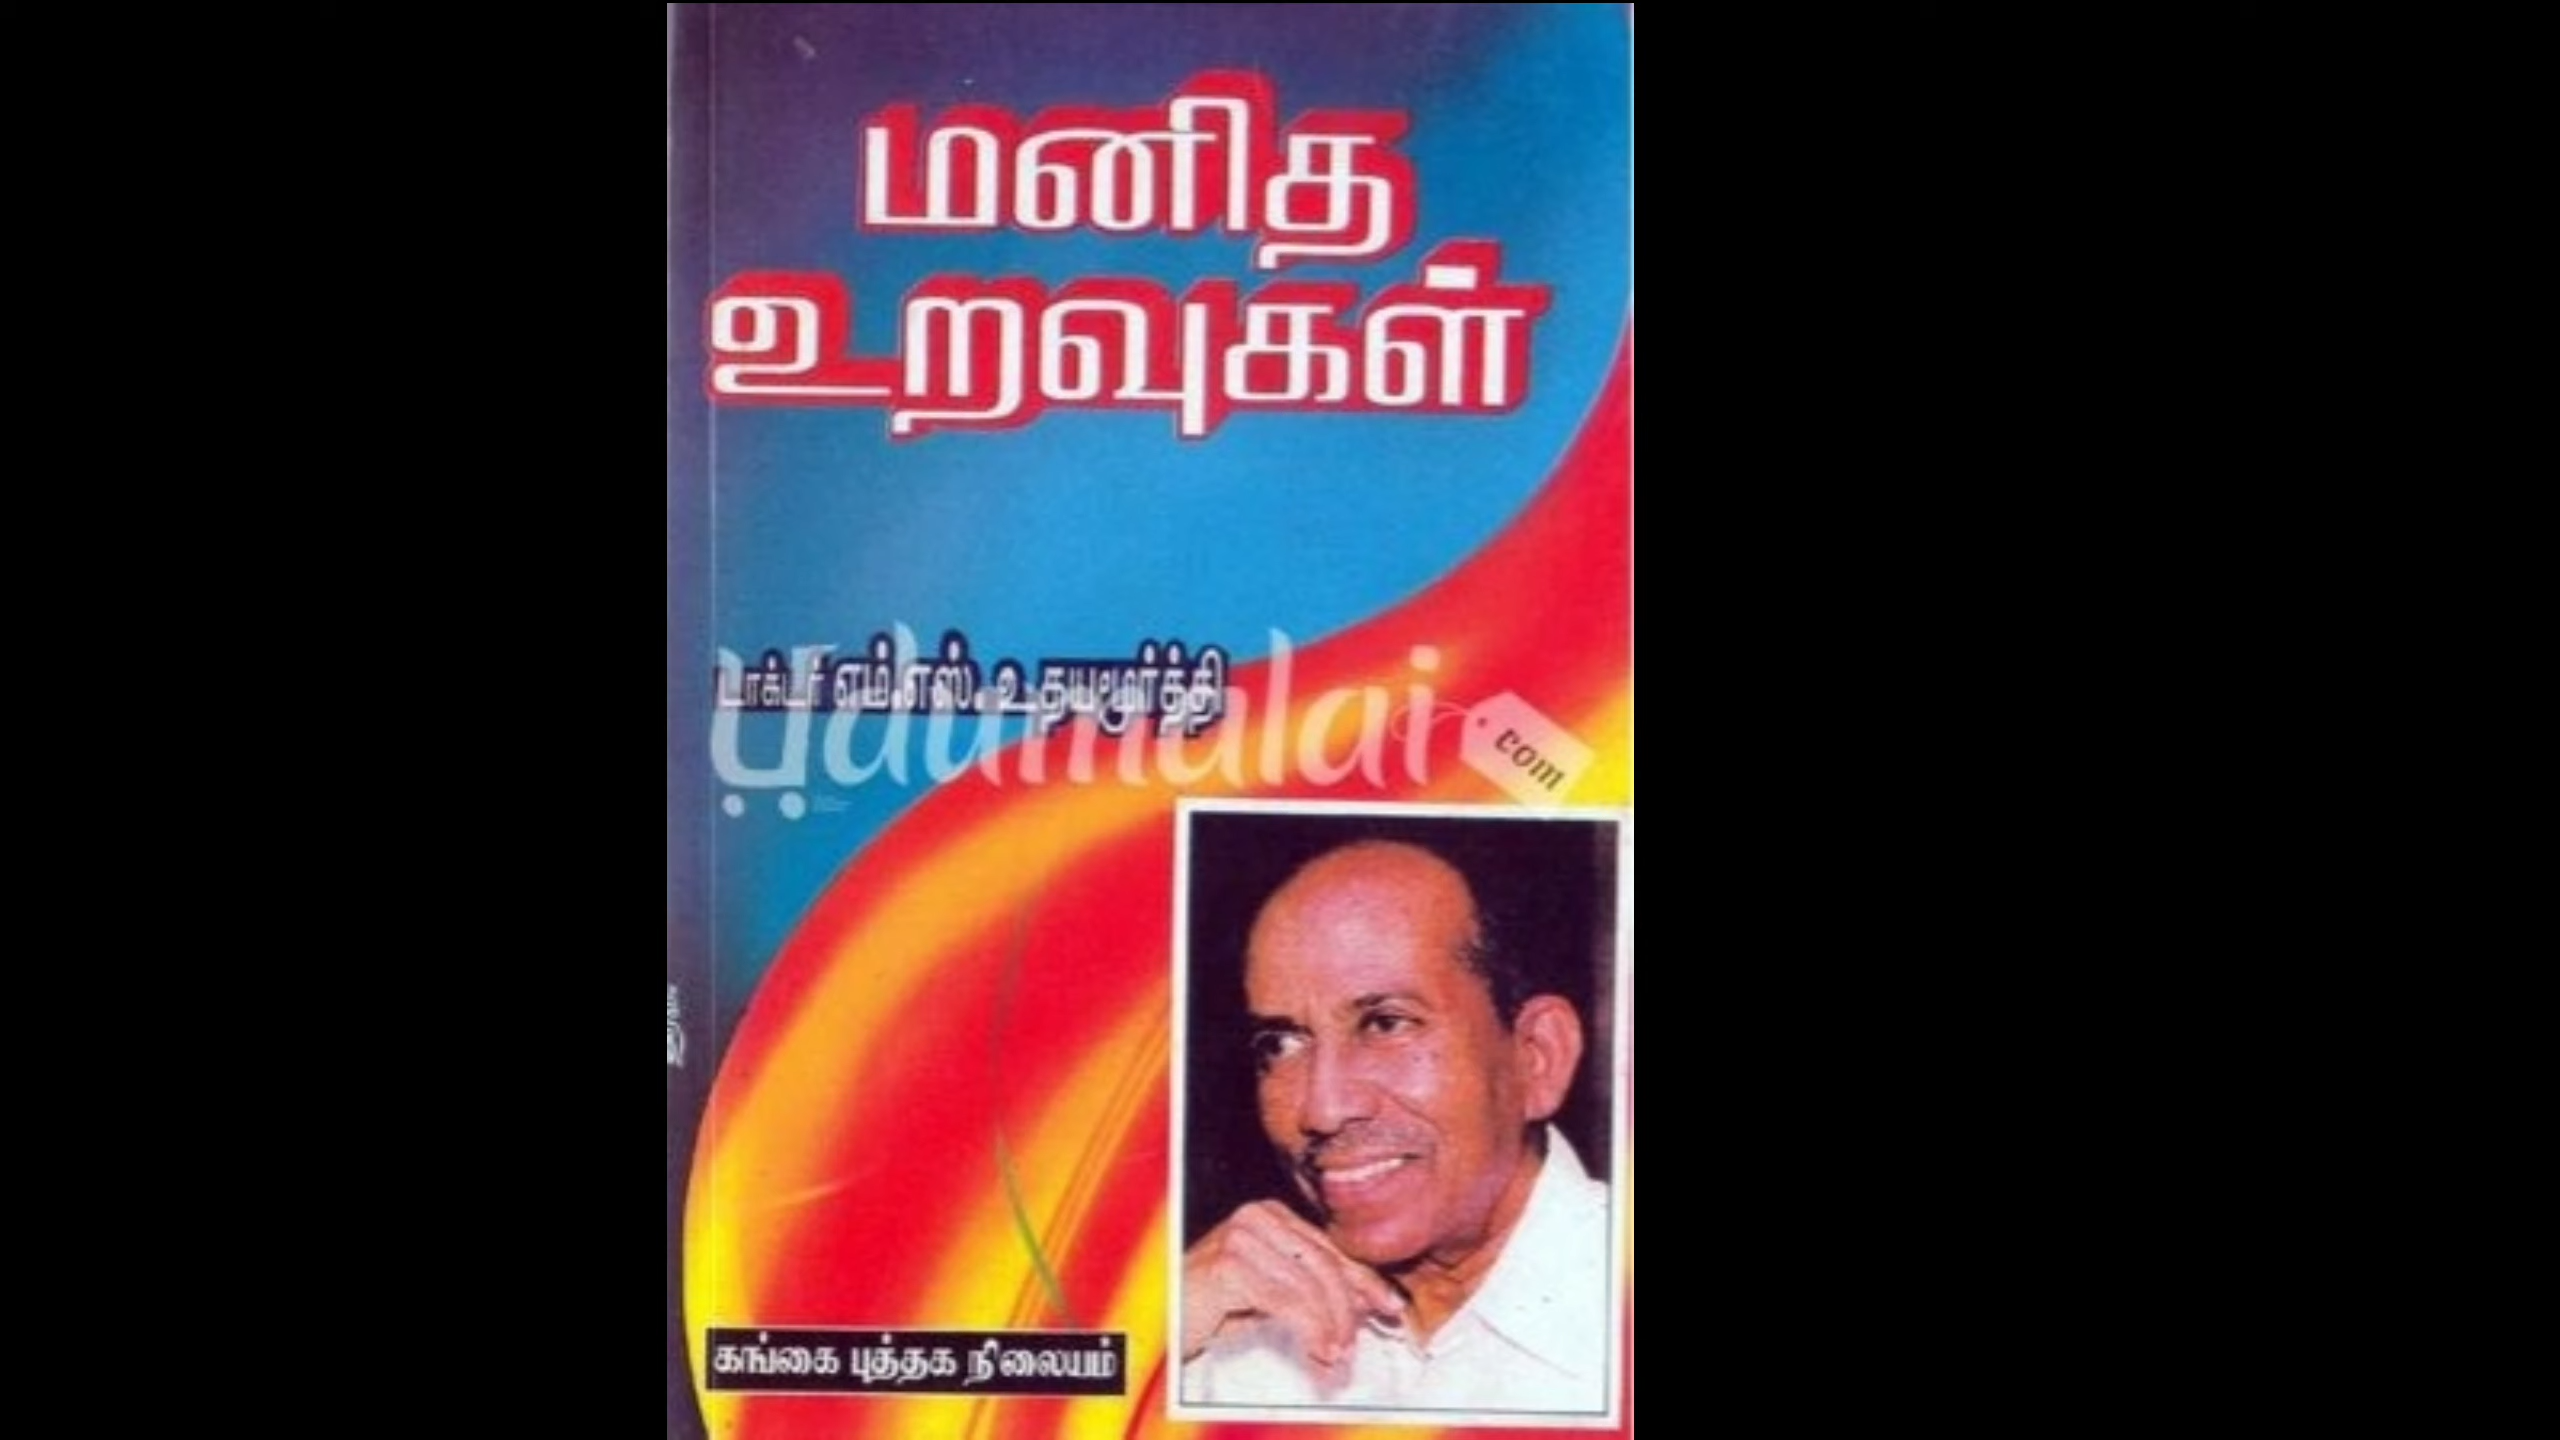 மனித
உறவுகள்
டாக்டர் எம்.எஸ். உதயமூர்த்தி
udumalai
.com
கங்கை புத்தக நிலையம்